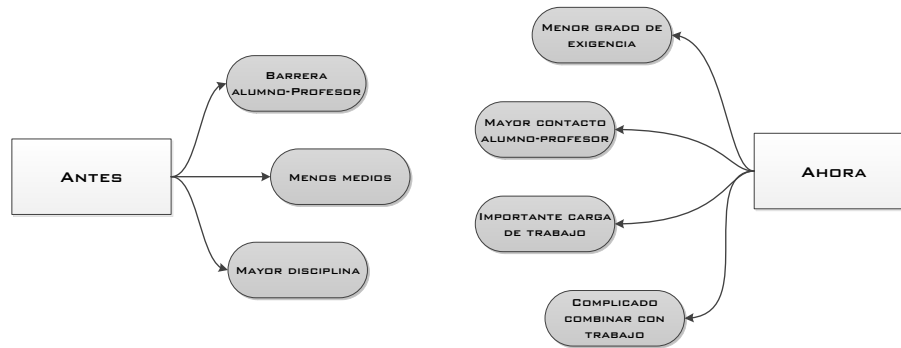 Antes
Barrera
alumno-Profesor
Menos medios
Mayor disciplina
Menor grado de
exigencia
Mayor contacto
alumno-profesor
Importante carga
de trabajo
Complicado
combinar con
trabajo
Ahora